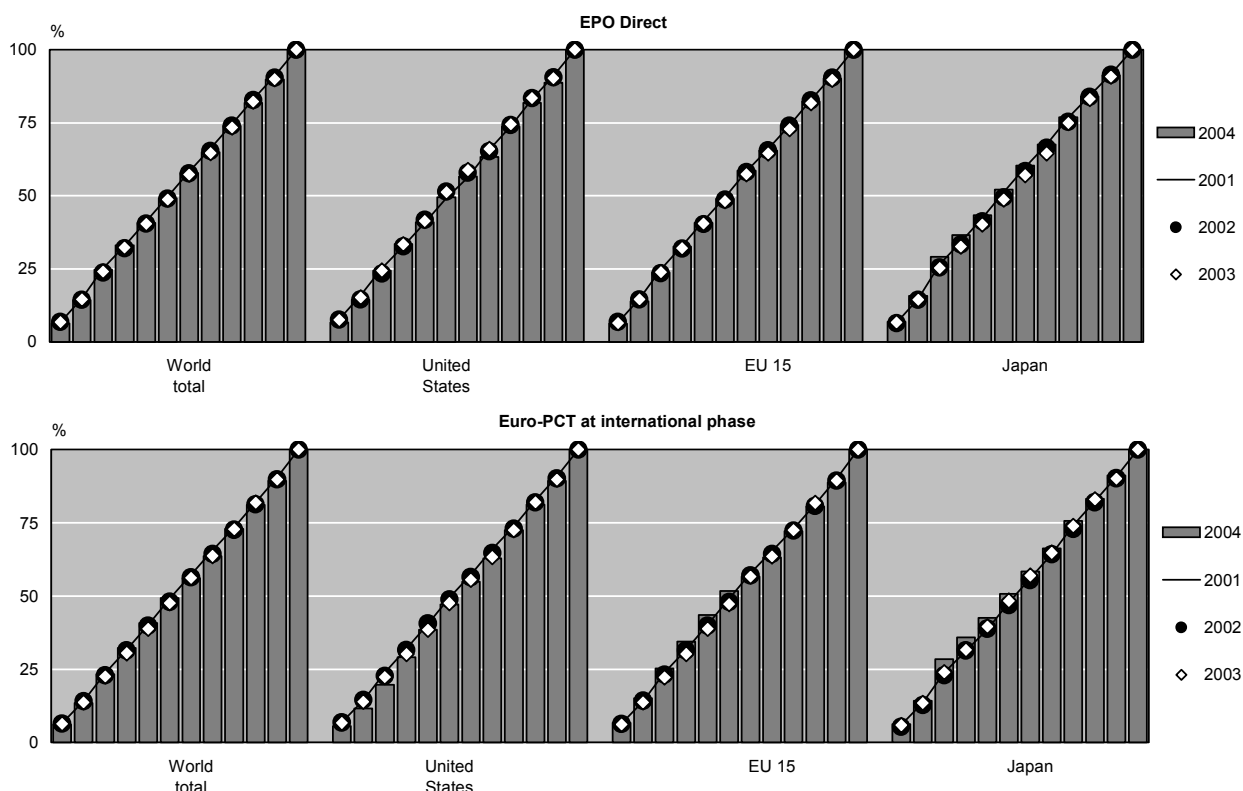 EPO Direct
%
100
75
50
25
0
World
total
United
States
EU 15
Japan
2004
2001
2002
2003
Euro-PCT at international phase
%
100
75
50
25
0
World
total
United
States
EU 15
Japan
2004
2001
2002
2003